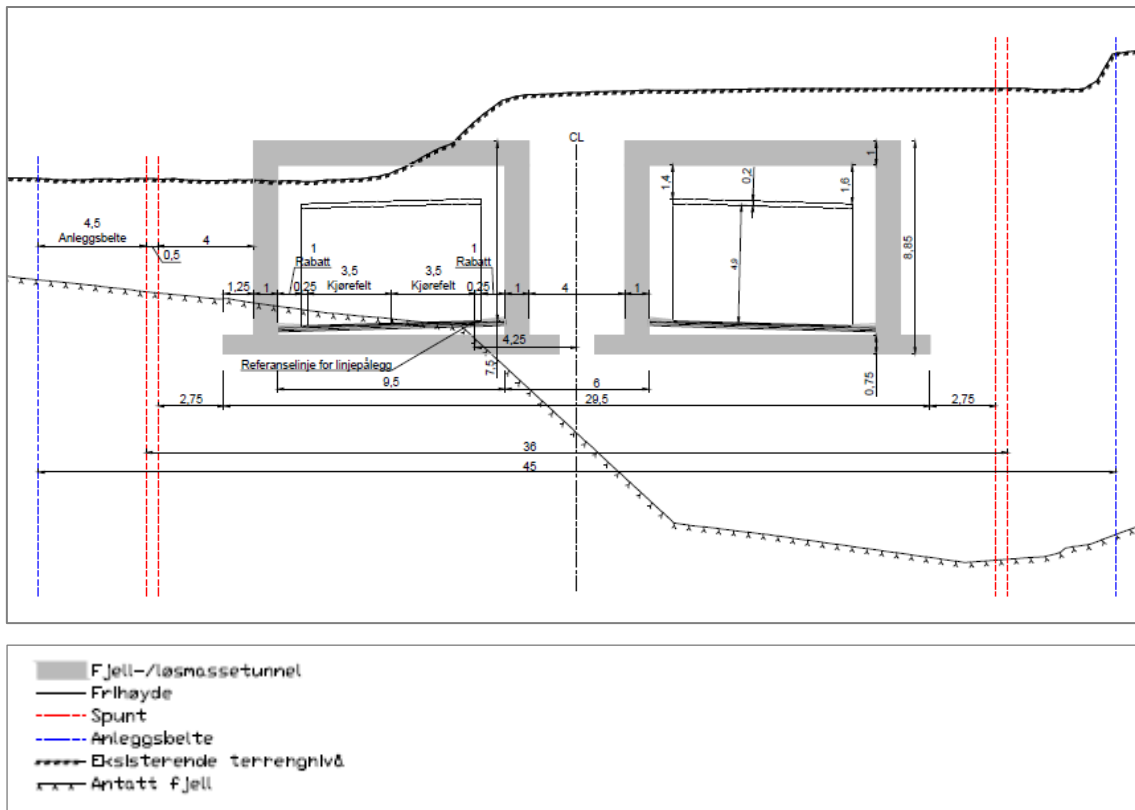 CL
1
1,4
0,2
1,6
8,85
4,5
Anleggsbelte
0,5
4
1
Rabatt
1
Rabatt
3,5
Kjørefelt
3,5
Kjørefelt
4,9
1,25
1
0,25
0,25
1
4
1
4,25
Referanselinje for linjepålegg
7,5
9,5
6
0,75
2,75
29,5
2,75
36
45
Fjell-/løsmassetunnel
Frihøyde
Spunt
Anleggsbelte
Eksisterende terrengnivå
Antatt fjell